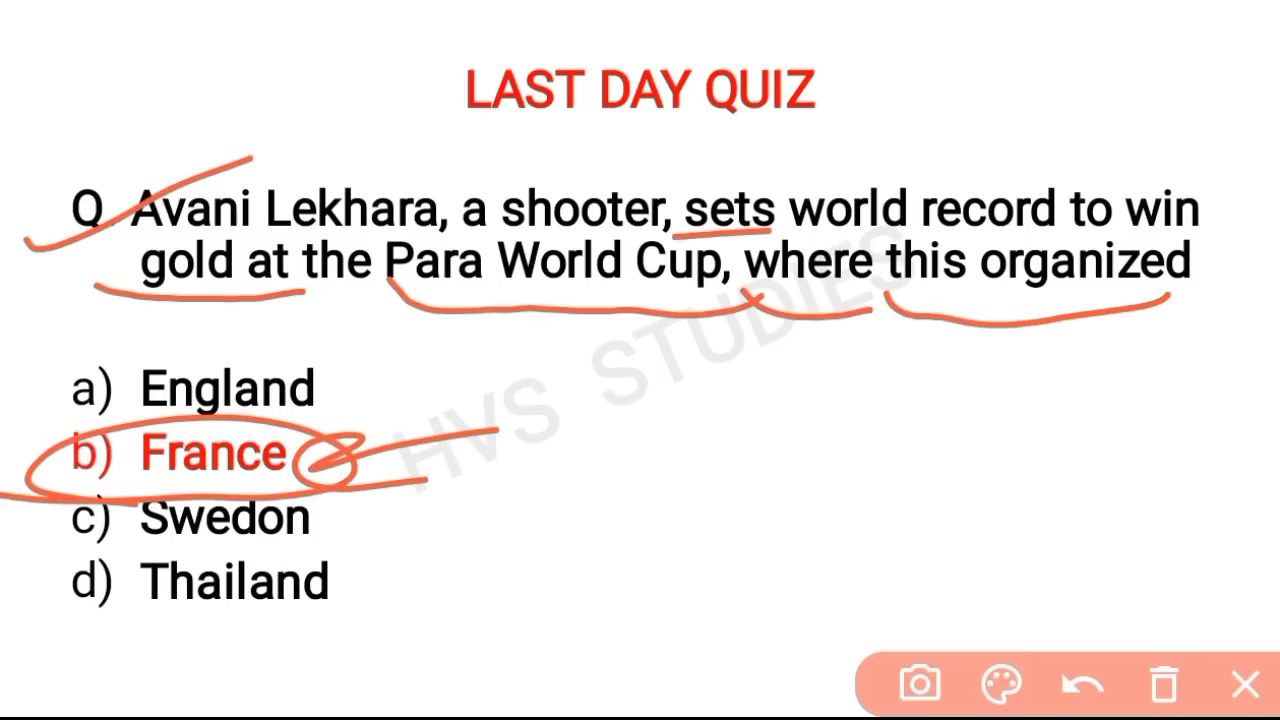 LAST DAY QUIZ
Q. Avani Lekhara, a shooter, sets world record to win
gold at the Para World Cup, where this organized
a) England
b) France
c) Swedon
d) Thailand
HVS STUDIES